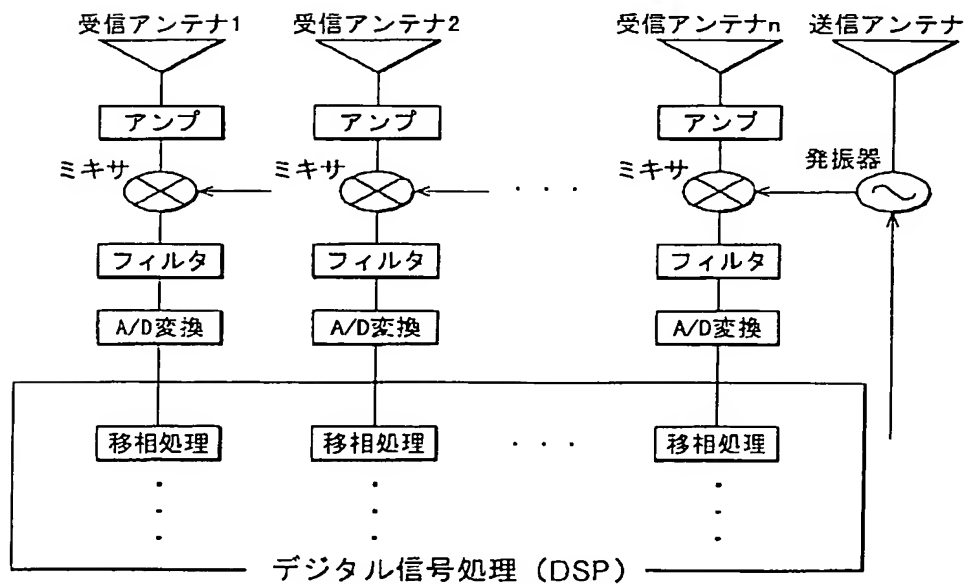 受信アンテナ1 受信アンテナ2 受信アンテナn 送信アンテナ
アンプ アンプ アンプ
発振器
ミキサ ミキサ ・・・ ミキサ
フィルタ フィルタ フィルタ
A/D変換 A/D変換 A/D変換
移相処理 移相処理 ・・・ 移相処理
デジタル信号処理(DSP)